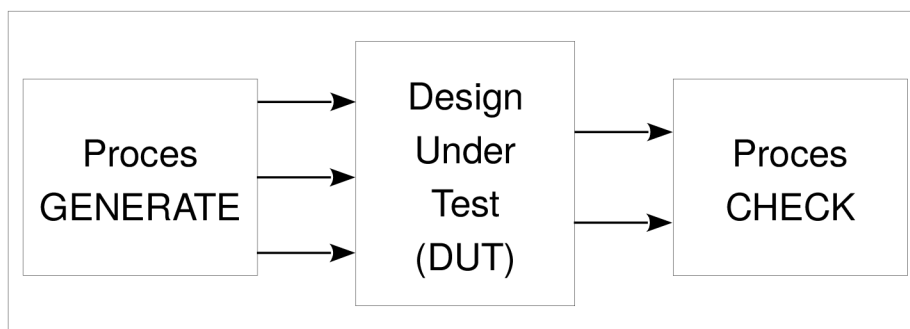 Proces
GENERATE
Design
Under
Test
(DUT)
Proces
CHECK